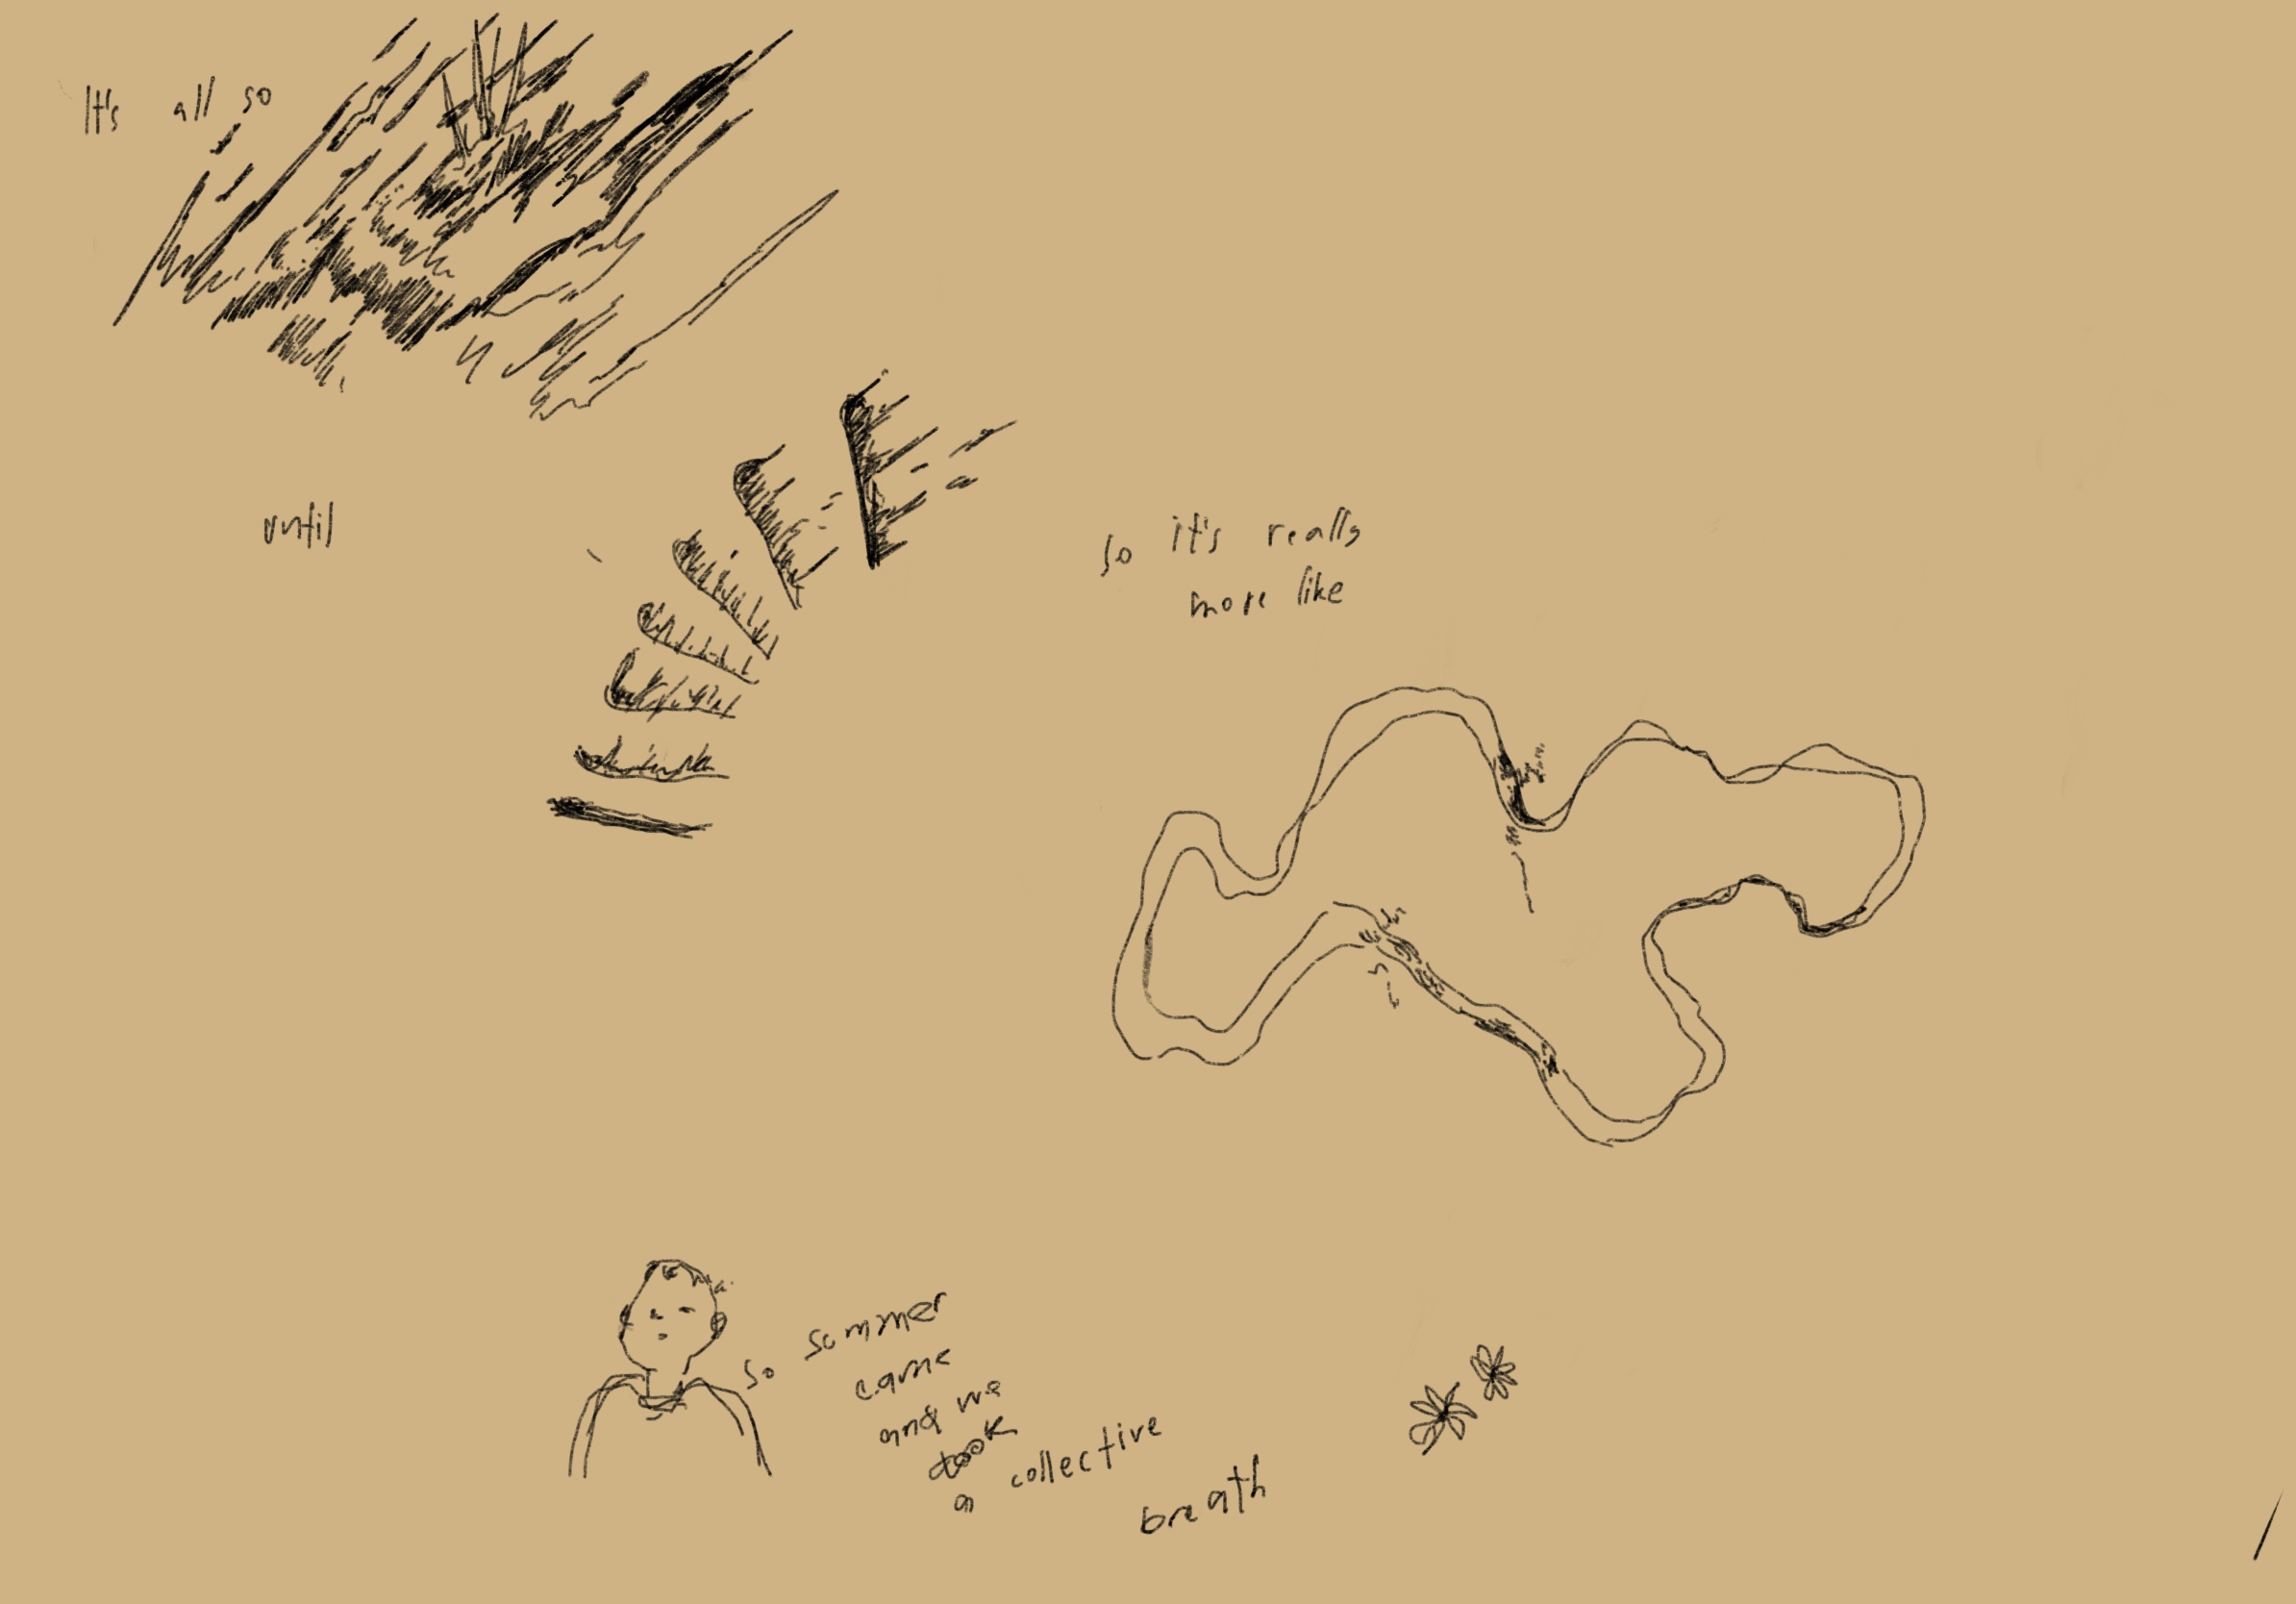 It's all so
until
so it's really
more like
so summer
came
and we
took
a collective
breath